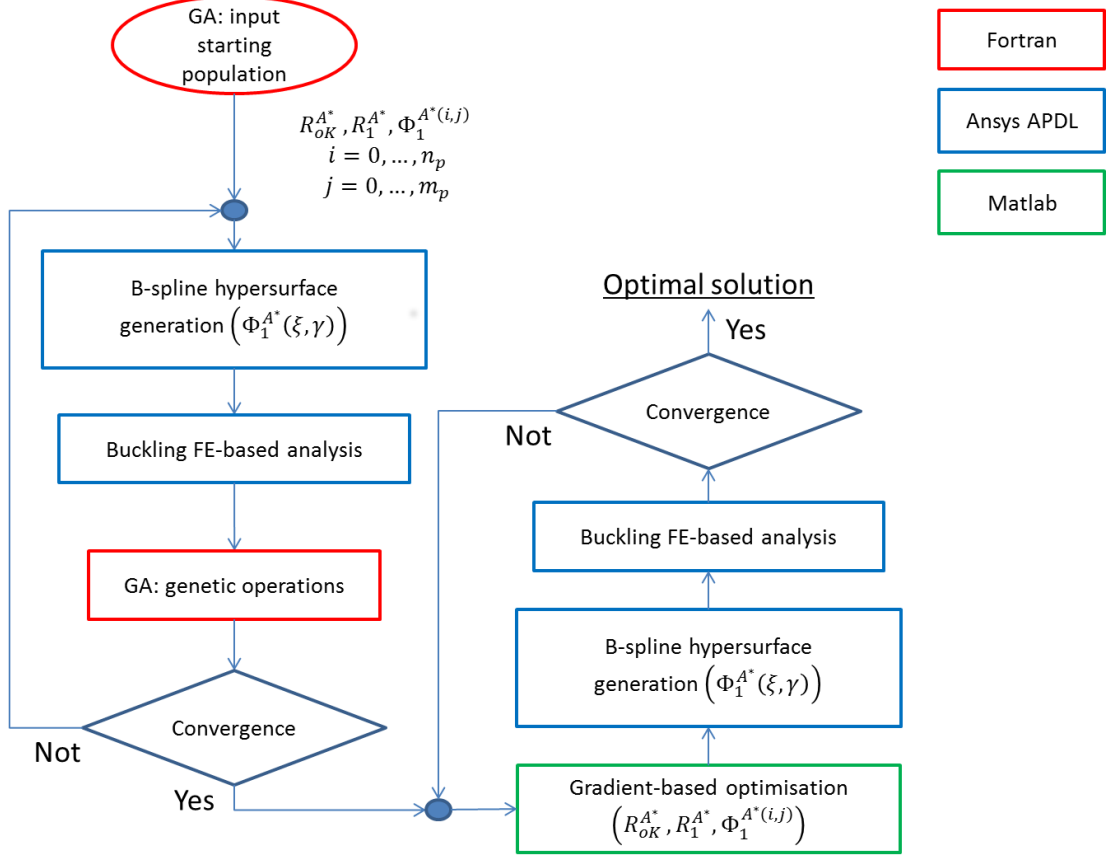 GA: input
starting
population
R_{oK}^{A*}, R_1^{A*}, Φ_1^{A*(i,j)}
i = 0, …, n_p
j = 0, …, m_p
B-spline hypersurface
generation (Φ_1^{A*}(ξ, γ))
Buckling FE-based analysis
GA: genetic operations
Convergence
Not
Yes
Gradient-based optimisation
(R_{oK}^{A*}, R_1^{A*}, Φ_1^{A*(i,j)})
B-spline hypersurface
generation (Φ_1^{A*}(ξ, γ))
Buckling FE-based analysis
Convergence
Not
Yes
Optimal solution
Fortran
Ansys APDL
Matlab